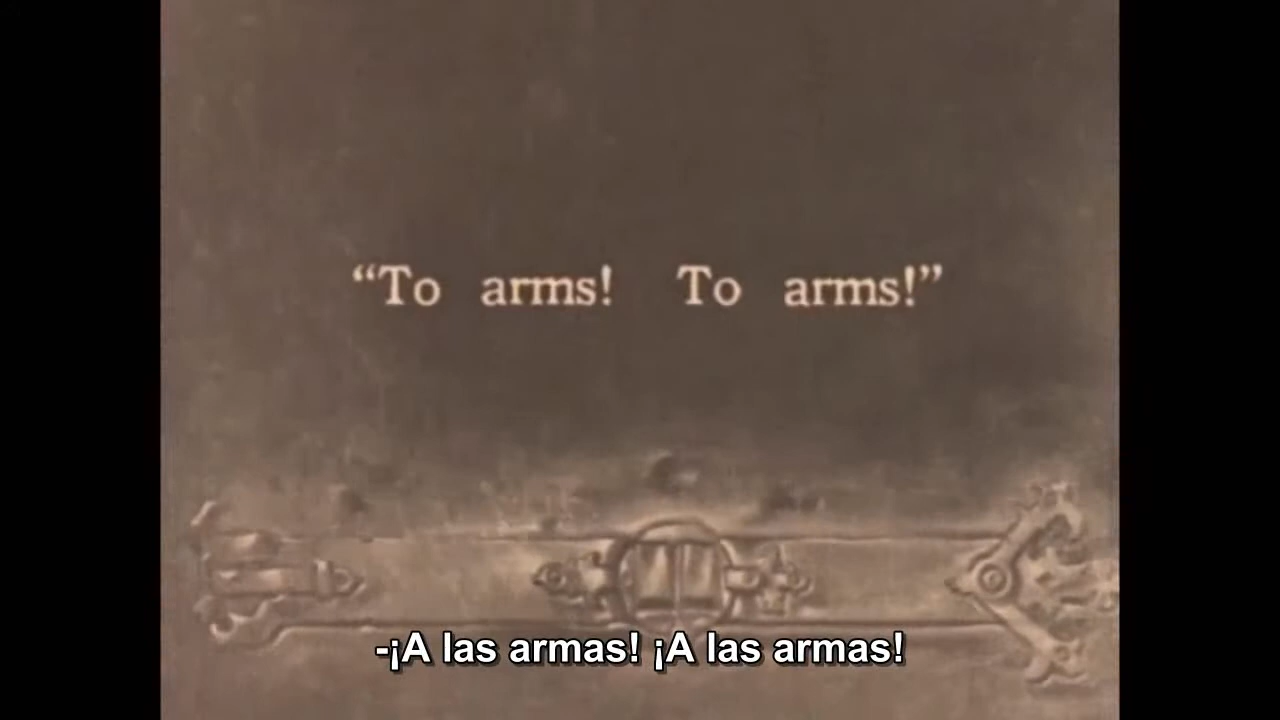 “To arms! To arms!”
-¡A las armas! ¡A las armas!